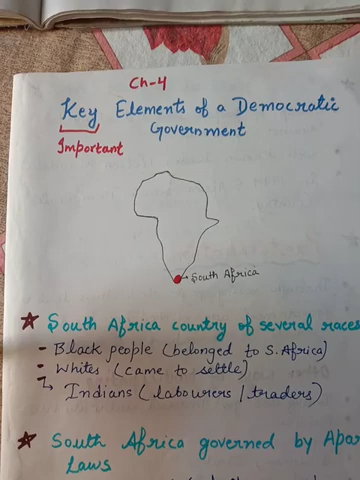 Ch-4
Key Elements of a Democratic
Government
Important
South Africa
★ South Africa country of several races
- Black people (belonged to S. Africa)
- Whites (came to settle)
↳ Indians (labourers / traders)
★ South Africa governed by Apar
Laws